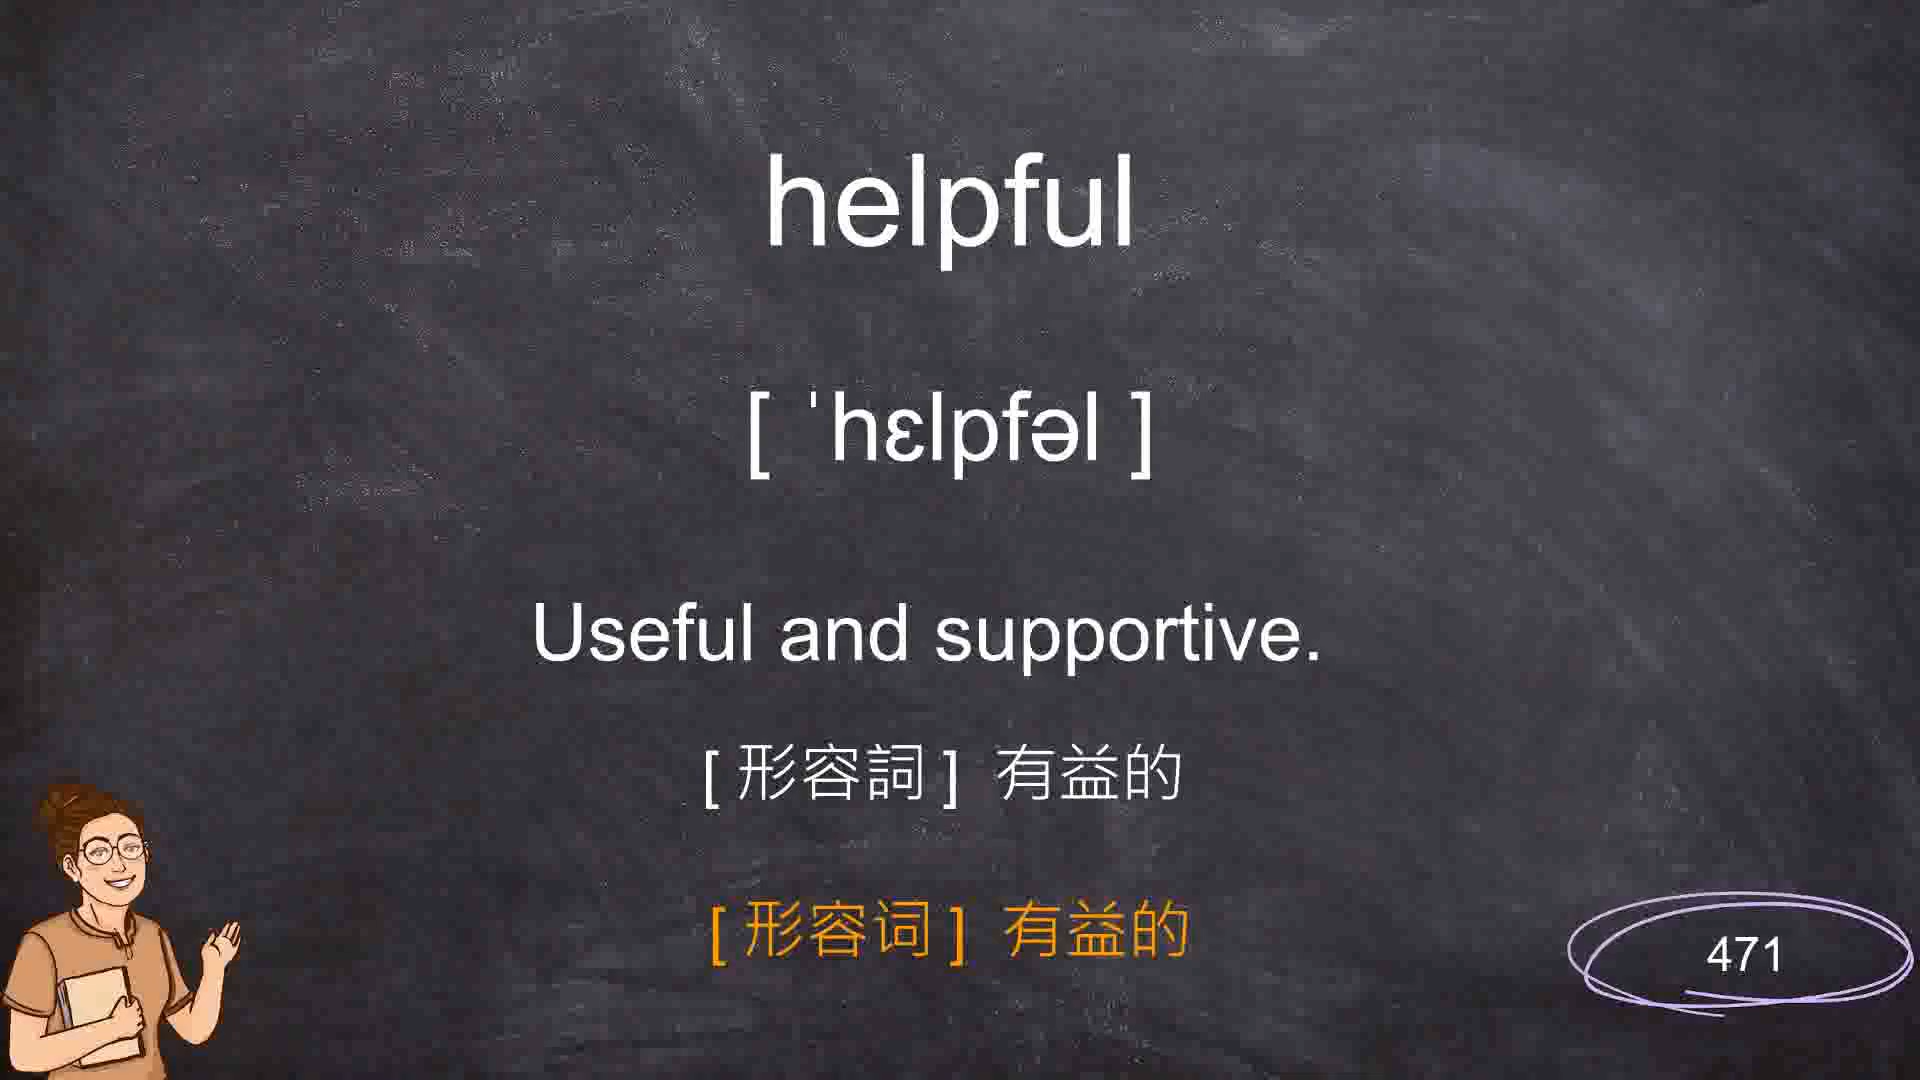 helpful
[ ˈhɛlpfəl ]
Useful and supportive.
[ 形容詞 ] 有益的
[ 形容词 ] 有益的
471